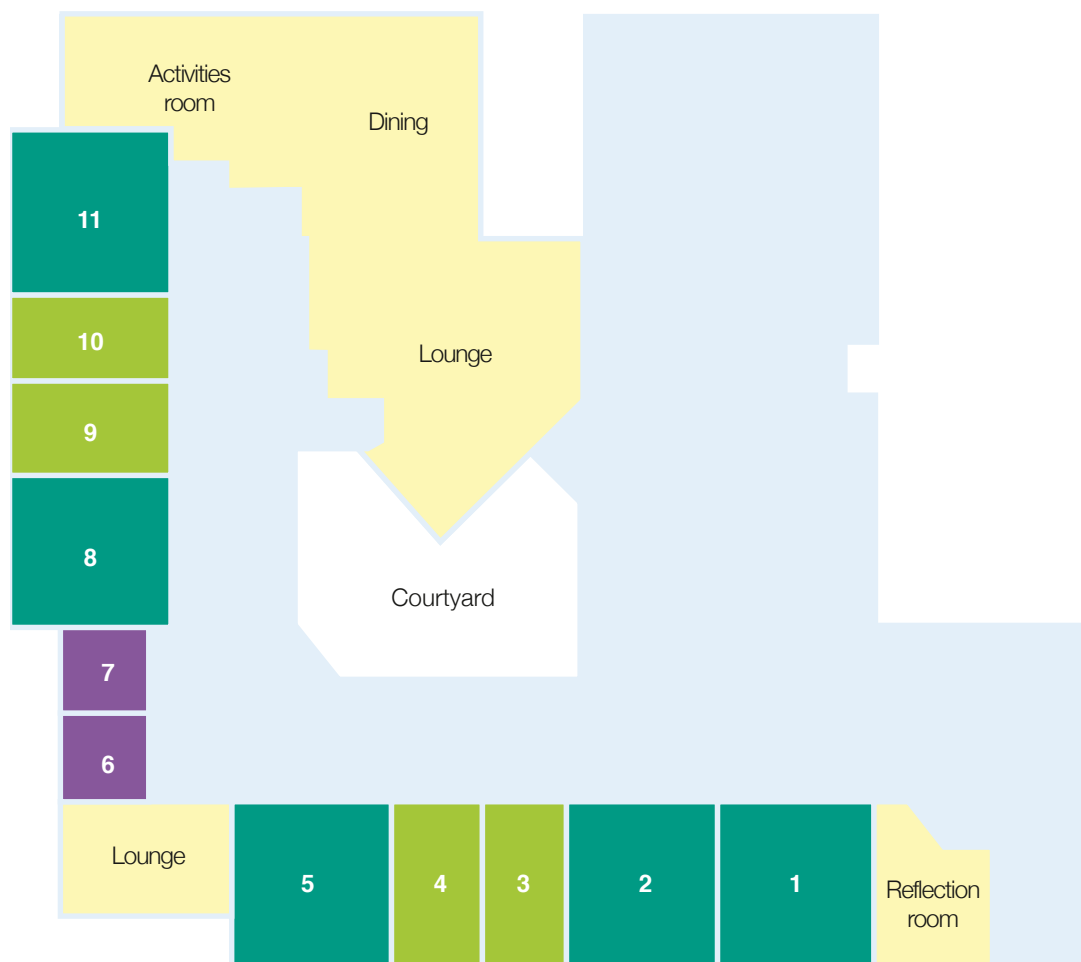 Activities
room
Dining
11
10
Lounge
9
8
Courtyard
7
6
Lounge
5
4
3
2
1
Reflection
room